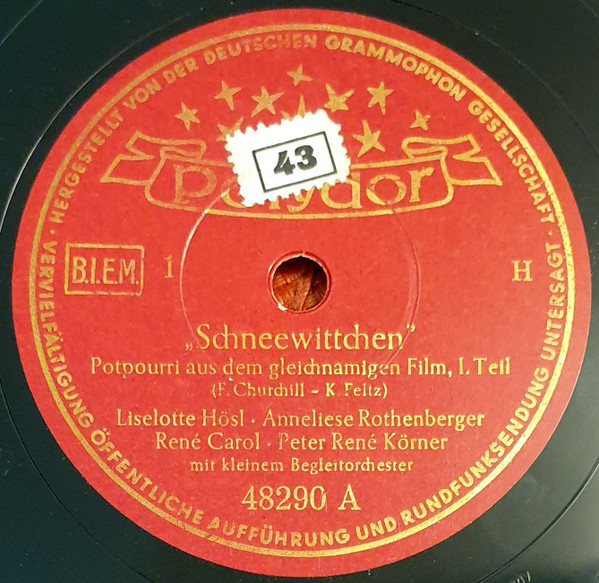 HERGESTELLT VON DER DEUTSCHEN GRAMMOPHON GESELLSCHAFT · VERVIELFÄLTIGUNG ÖFFENTLICHE AUFFÜHRUNG UND RUNDFUNKSENDUNG UNTERSAGT ·
43
Polydor
B.I.E.M. 1 H
„Schneewittchen”
Potpourri aus dem gleichnamigen Film, I. Teil
(F. Churchill – K. Feltz)
Liselotte Hösl · Anneliese Rothenberger
René Carol · Peter René Körner
mit kleinem Begleitorchester
48290 A